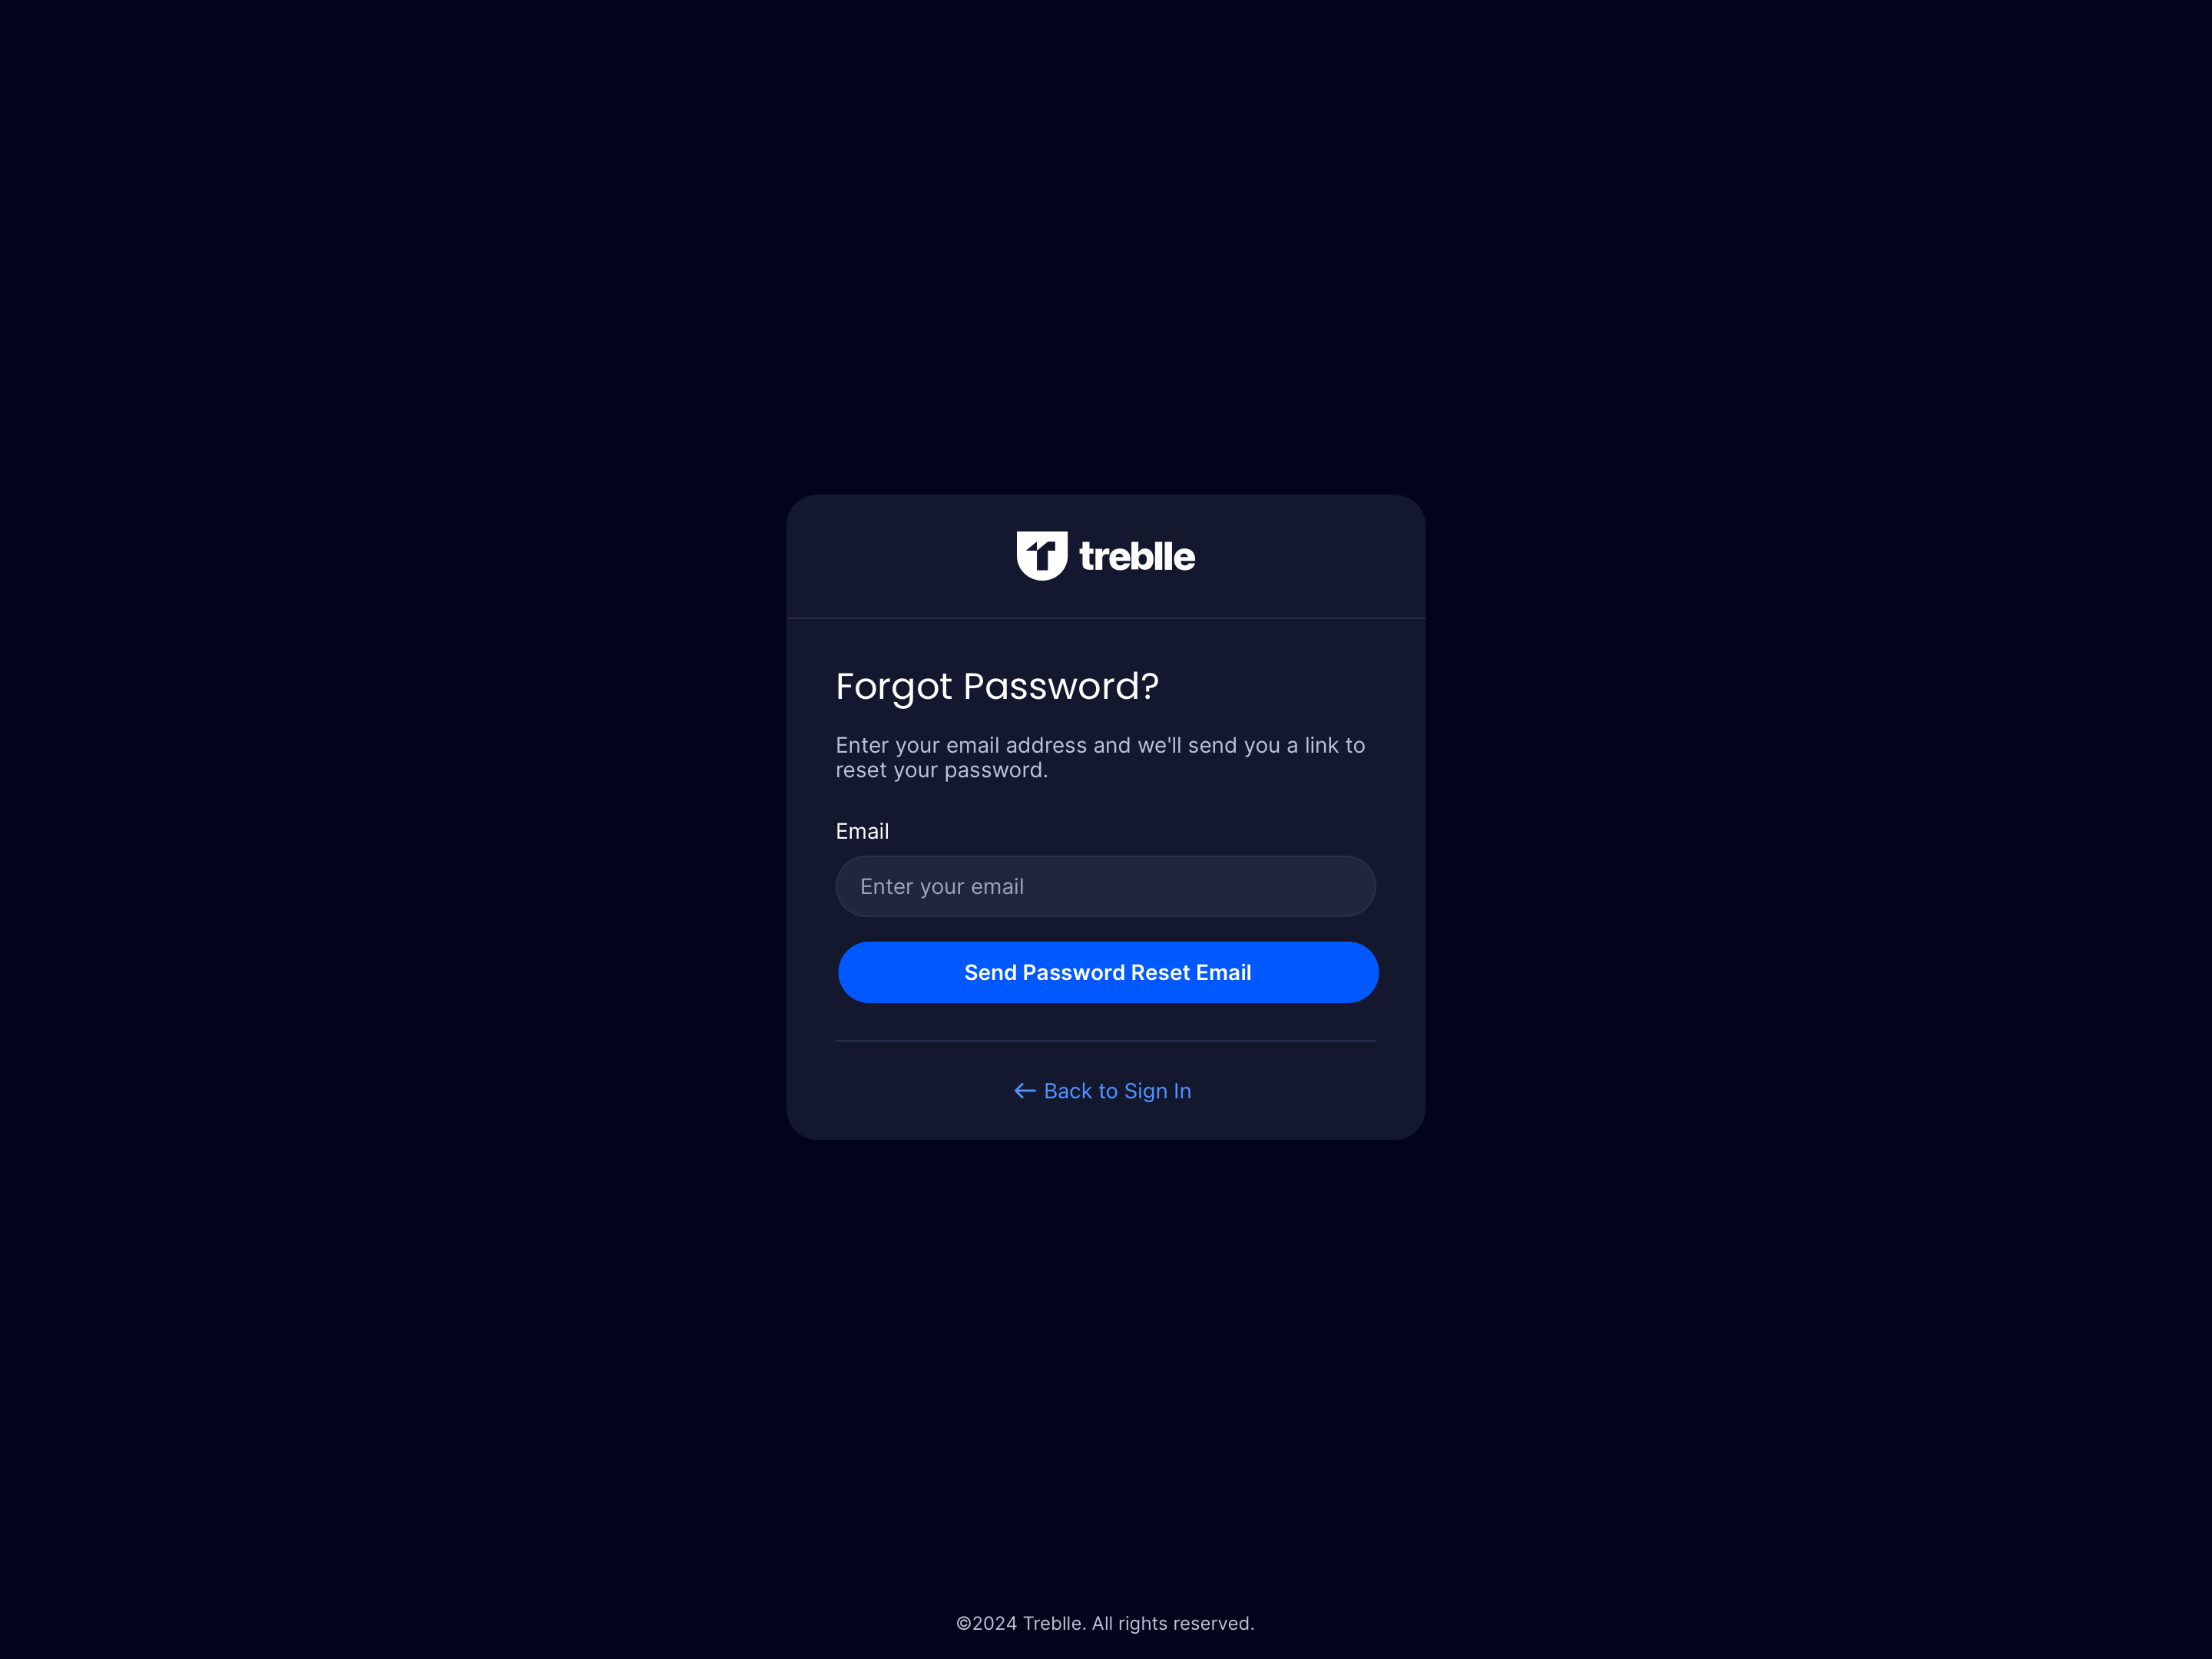 treblle
Forgot Password?
Enter your email address and we'll send you a link to
reset your password.
Email
Enter your email
Send Password Reset Email
Back to Sign In
©2024 Treblle. All rights reserved.